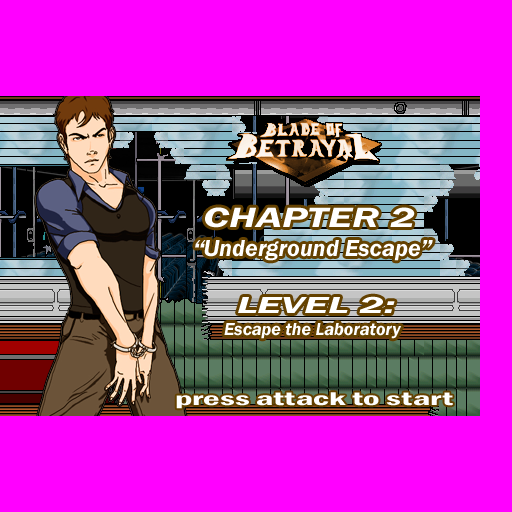 BLADE OF
BETRAYAL
CHAPTER 2
“Underground Escape”
LEVEL 2:
Escape the Laboratory
press attack to start